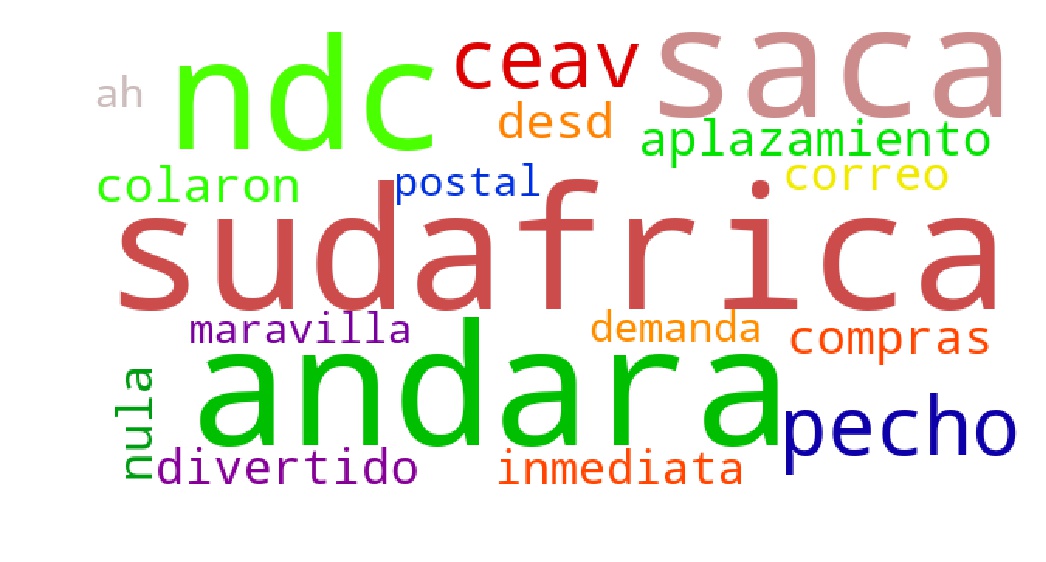 ndc
ceav
saca
ah
desd
aplazamiento
colaron
postal
correo
sudafrica
maravilla
demanda
compras
andara
nula
pecho
divertido
inmediata